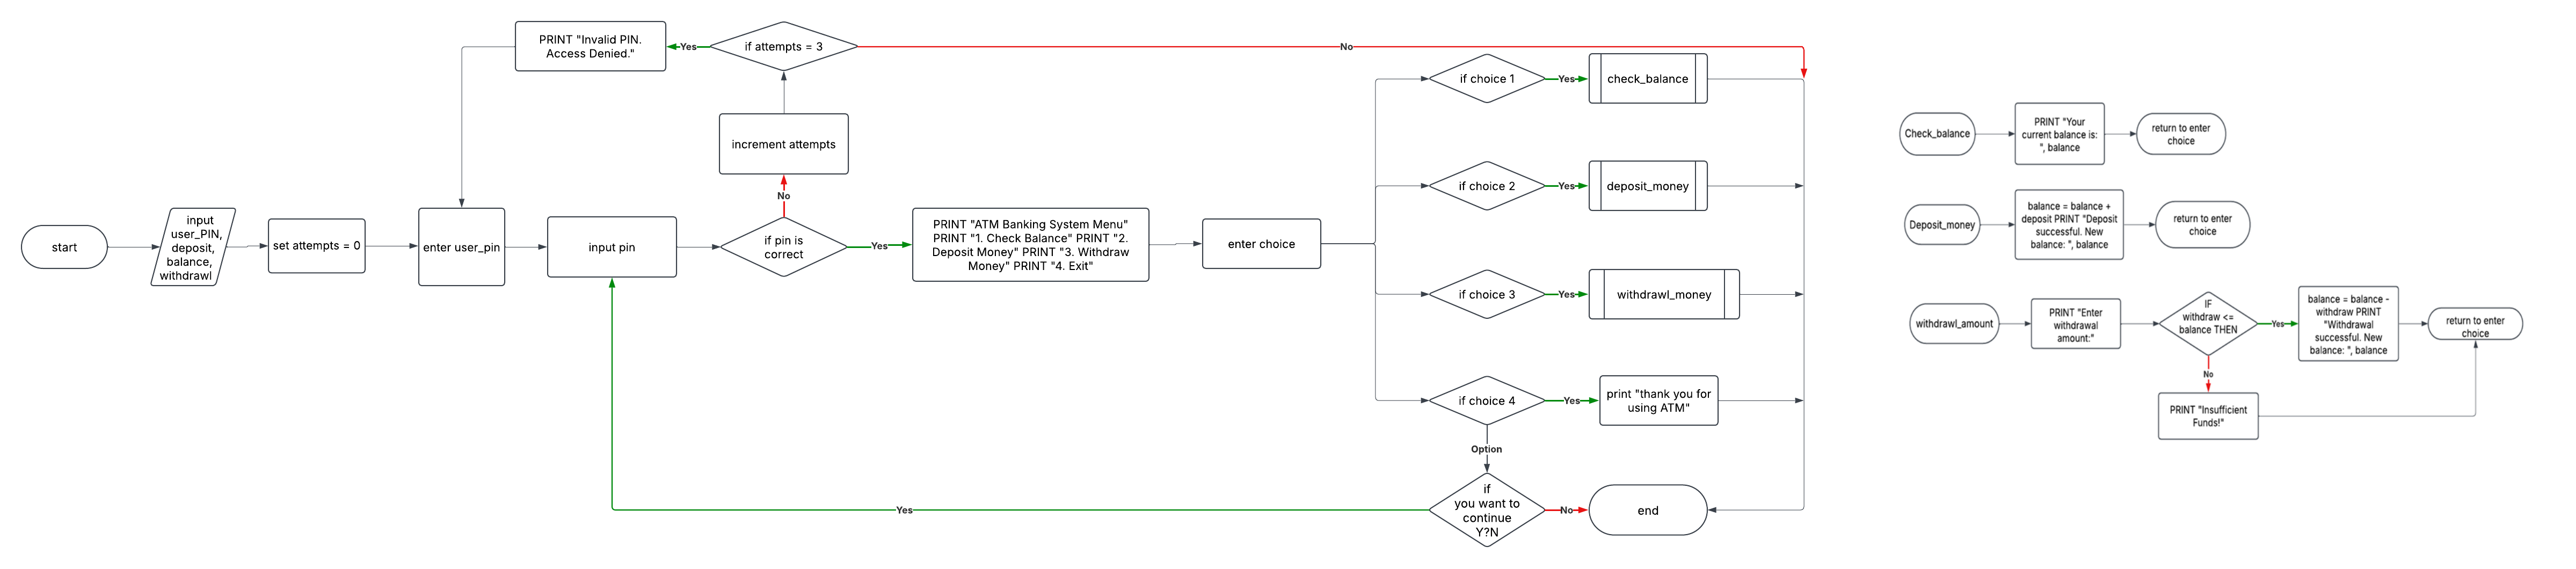 PRINT "Invalid PIN.
Access Denied."
Yes
if attempts = 3
No
if choice 1
Yes
check_balance
increment attempts
No
if choice 2
Yes
deposit_money
start
input
user_PIN,
deposit,
balance,
withdrawl
set attempts = 0
enter user_pin
input pin
if pin is
correct
Yes
PRINT "ATM Banking System Menu"
PRINT "1. Check Balance" PRINT "2.
Deposit Money" PRINT "3. Withdraw
Money" PRINT "4. Exit"
enter choice
if choice 3
Yes
withdrawl_money
if choice 4
Yes
print "thank you for
using ATM"
Option
if
you want to
continue
Y?N
Yes
No
end
Check_balance
PRINT "Your
current balance is:
", balance
return to enter
choice
Deposit_money
balance = balance +
deposit PRINT "Deposit
successful. New
balance: ", balance
return to enter
choice
withdrawl_amount
PRINT "Enter
withdrawal
amount:"
IF
withdraw <=
balance THEN
Yes
balance = balance -
withdraw PRINT
"Withdrawal
successful. New
balance: ", balance
return to enter
choice
No
PRINT "Insufficient
Funds!"